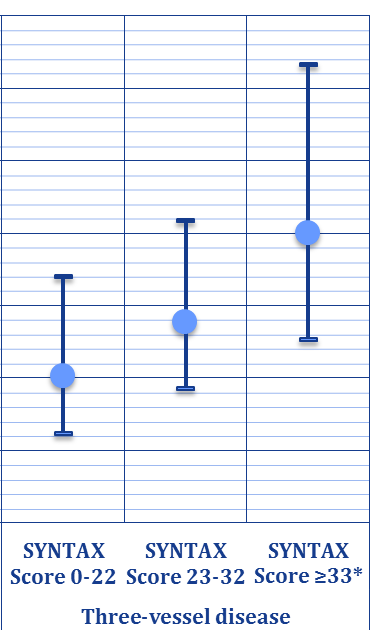 SYNTAX SYNTAX SYNTAX
Score 0-22 Score 23-32 Score ≥33*
Three-vessel disease